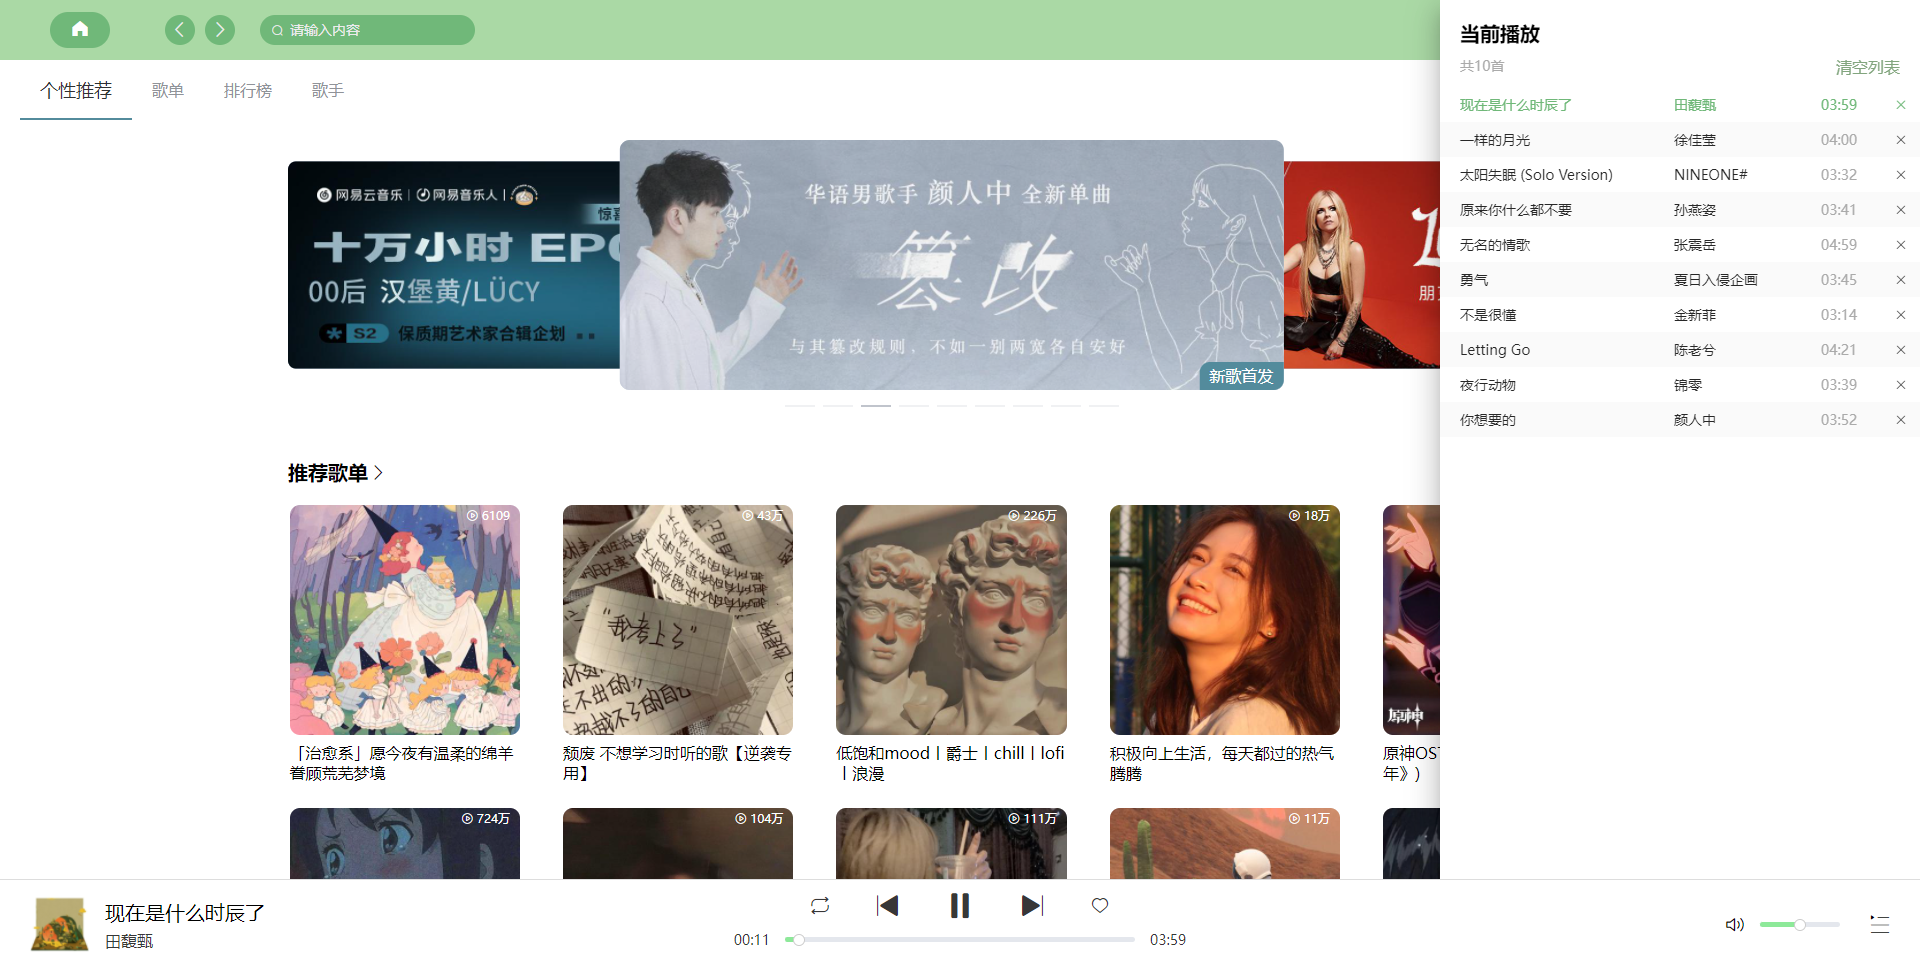 请输入内容
个性推荐 歌单 排行榜 歌手
网易云音乐 网易音乐人
惊喜
十万小时 EPC
00后 汉堡黄/LÜCY
S2 保质期艺术家合辑企划
华语男歌手 颜人中 全新单曲
篡改
与其篡改规则，不如一别两宽各自安好
新歌首发
推荐歌单
6109
43万
226万
18万
"我考上了"
原神
「治愈系」愿今夜有温柔的绵羊
眷顾荒芜梦境
颓废 不想学习时听的歌【逆袭专
用】
低饱和mood丨爵士丨chill丨lofi
丨浪漫
积极向上生活，每天都过的热气
腾腾
原神OS
年》)
724万
104万
111万
11万
当前播放
共10首
清空列表
现在是什么时辰了 田馥甄 03:59
一样的月光 徐佳莹 04:00
太阳失眠 (Solo Version) NINEONE# 03:32
原来你什么都不要 孙燕姿 03:41
无名的情歌 张震岳 04:59
勇气 夏日入侵企画 03:45
不是很懂 金新菲 03:14
Letting Go 陈老兮 04:21
夜行动物 锦零 03:39
你想要的 颜人中 03:52
现在是什么时辰了
田馥甄
00:11
03:59